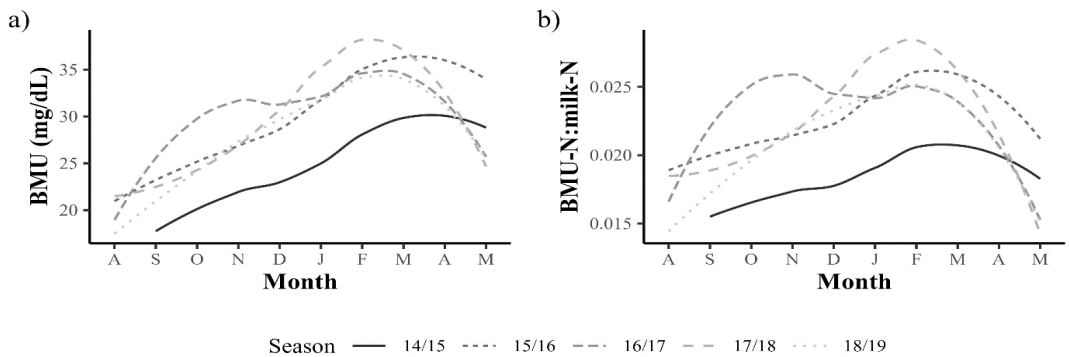 a)
b)
BMU (mg/dL)
35
30
25
20
A S O N D J F M A M
Month
BMU-N:milk-N
0.025
0.020
0.015
A S O N D J F M A M
Month
Season 14/15 15/16 16/17 17/18 18/19